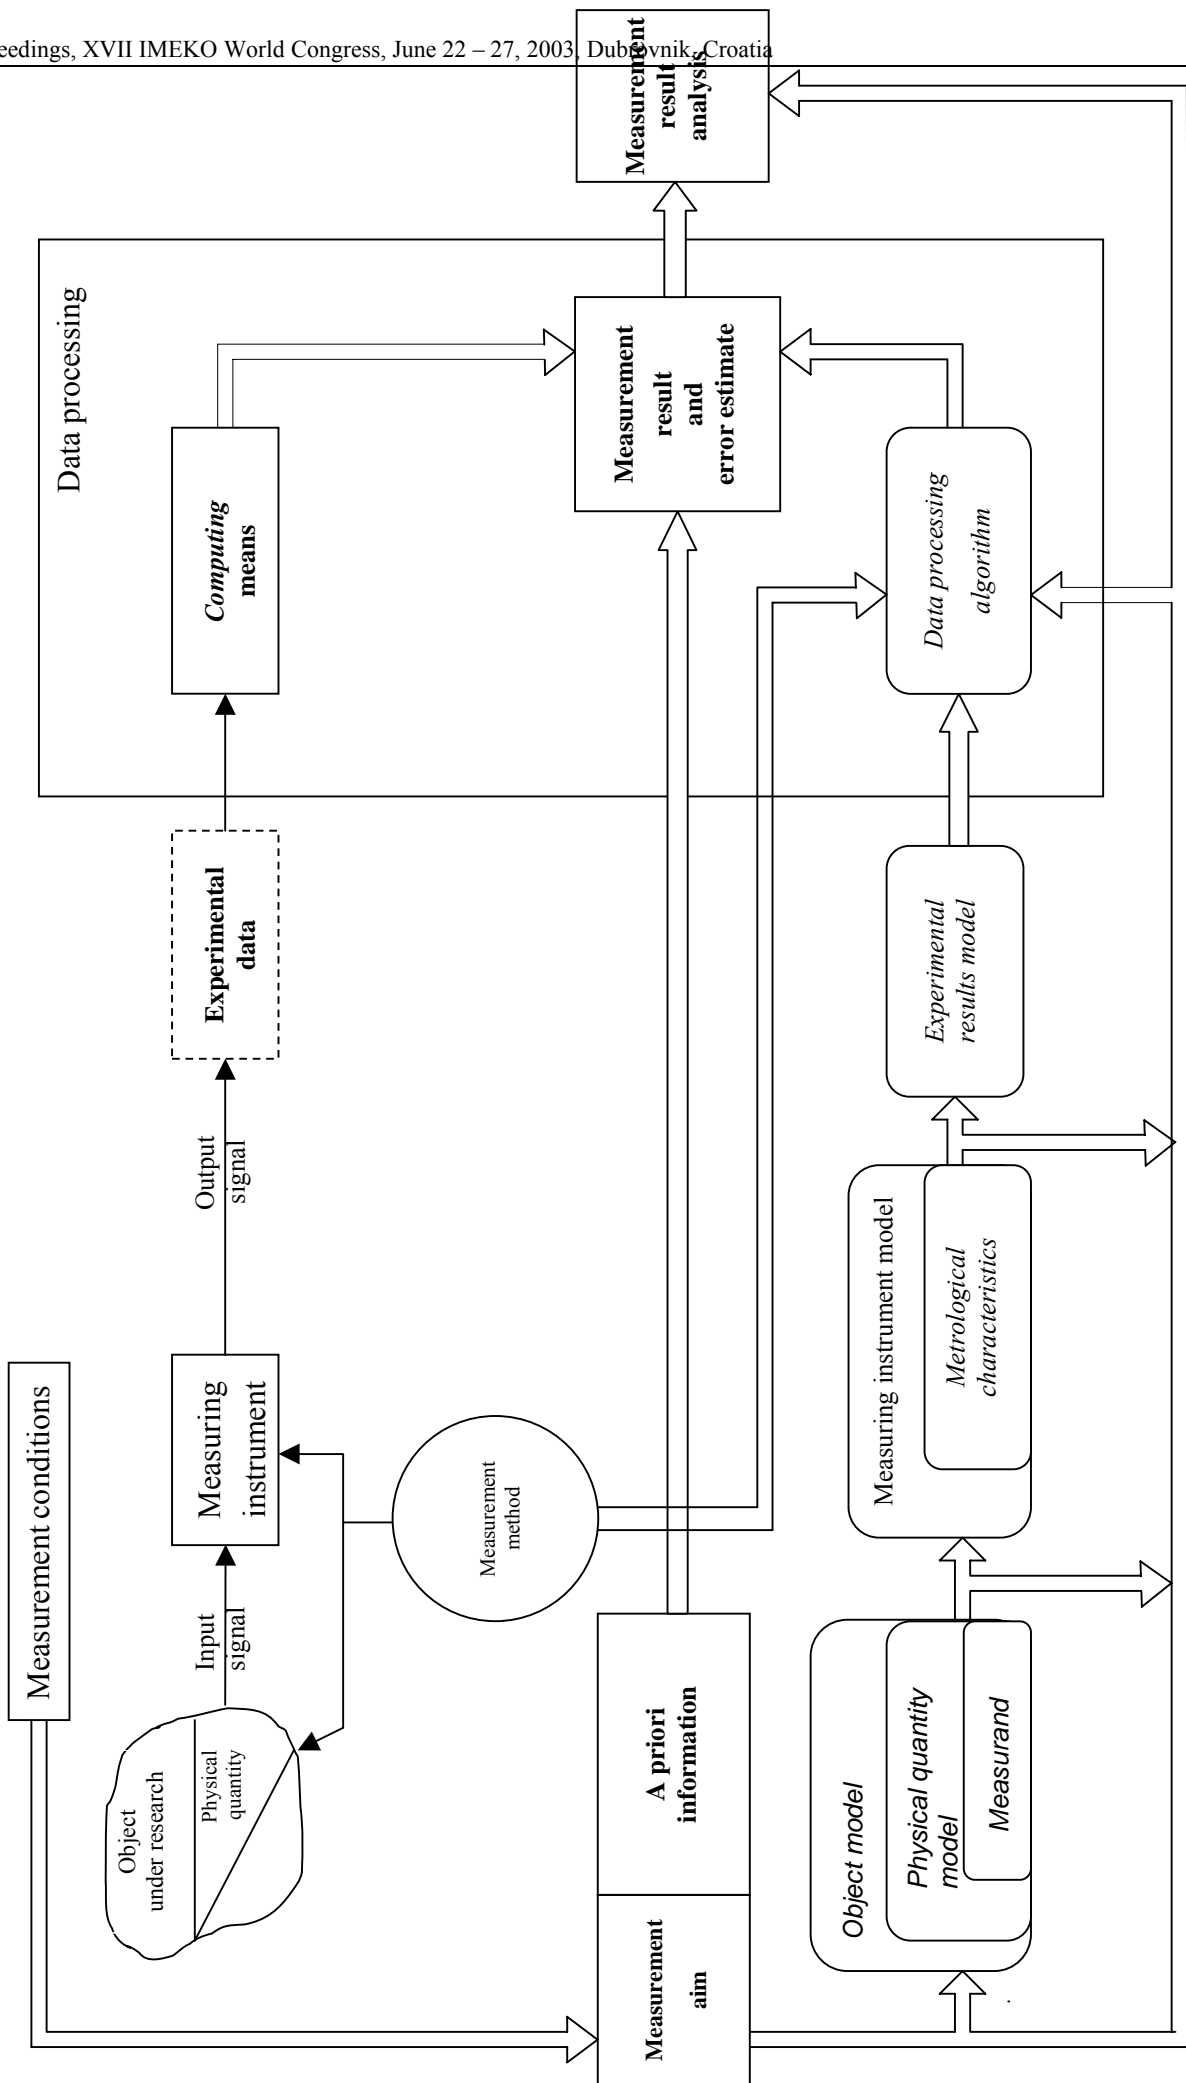 eedings, XVII IMEKO World Congress, June 22 – 27, 2003, Dubrovnik, Croatia
Measurement conditions
Object
under research
Physical
quantity
Input
signal
Measuring
instrument
Output
signal
Experimental
data
Data processing
Computing
means
Measurement
method
Measurement
aim
A priori
information
Measurement
result
and
error estimate
Measurement
result
analysis
Object model
Physical quantity
model
Measurand
Measuring instrument model
Metrological
characteristics
Experimental
results model
Data processing
algorithm